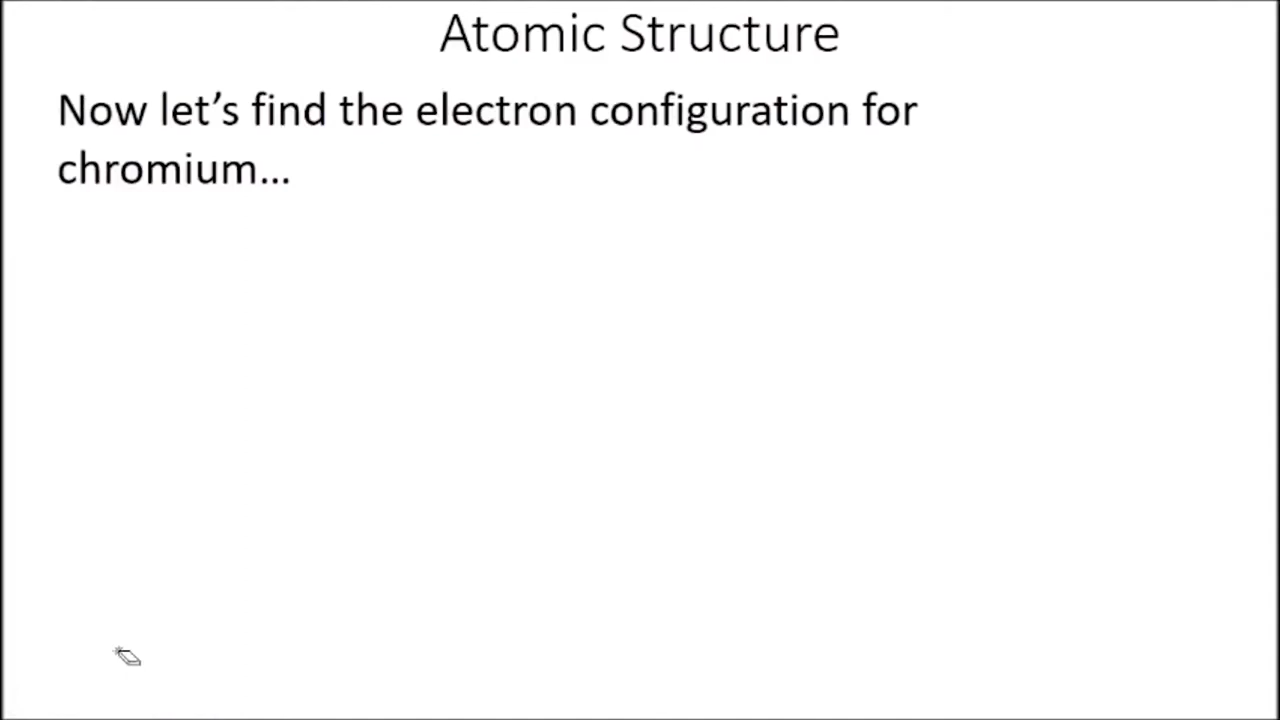 Atomic Structure
Now let’s find the electron configuration for
chromium…